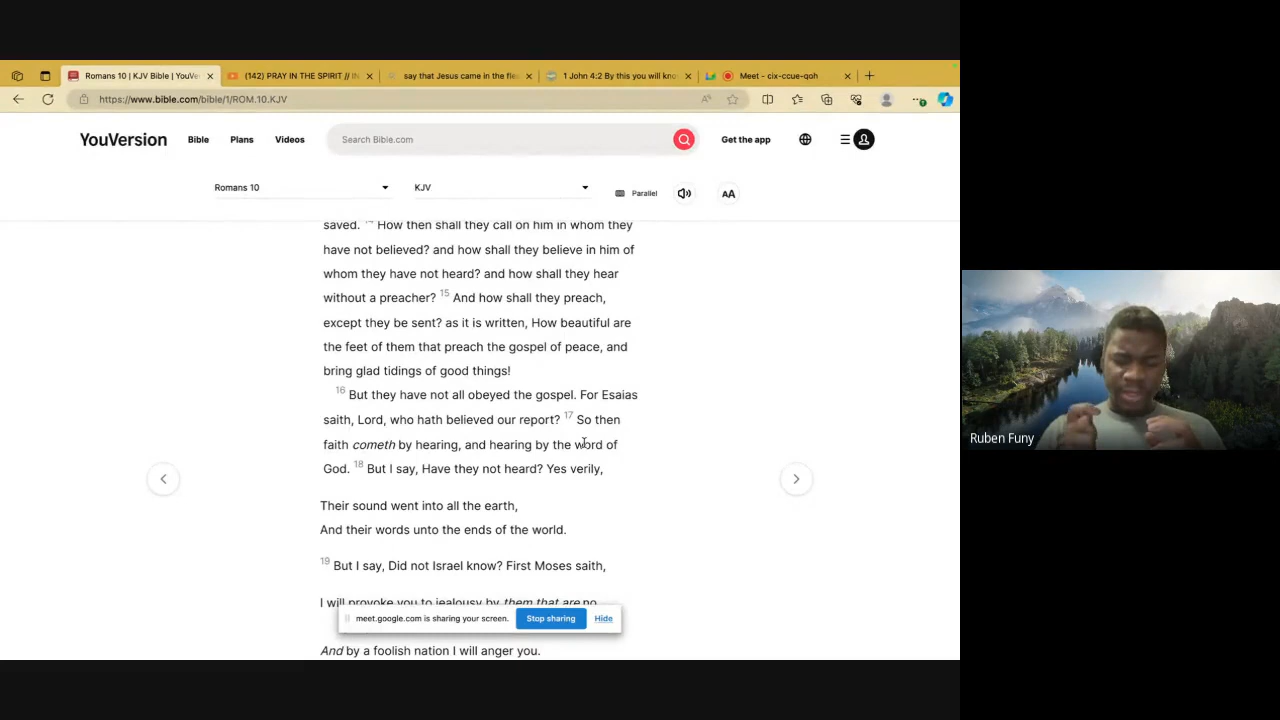 Romans 10 | KJV Bible | YouVe
(142) PRAY IN THE SPIRIT // IN
say that Jesus came in the fle
1 John 4:2 By this you will kno
Meet - cix-ccue-qoh
https://www.bible.com/bible/1/ROM.10.KJV
YouVersion Bible Plans Videos Search Bible.com Get the app
Romans 10 KJV Parallel AA
saved. 14 How then shall they call on him in whom they
have not believed? and how shall they believe in him of
whom they have not heard? and how shall they hear
without a preacher? 15 And how shall they preach,
except they be sent? as it is written, How beautiful are
the feet of them that preach the gospel of peace, and
bring glad tidings of good things!
16 But they have not all obeyed the gospel. For Esaias
saith, Lord, who hath believed our report? 17 So then
faith cometh by hearing, and hearing by the word of
God. 18 But I say, Have they not heard? Yes verily,
Their sound went into all the earth,
And their words unto the ends of the world.
19 But I say, Did not Israel know? First Moses saith,
I will provoke you to jealousy by them that are no
meet.google.com is sharing your screen. Stop sharing Hide
And by a foolish nation I will anger you.
Ruben Funy